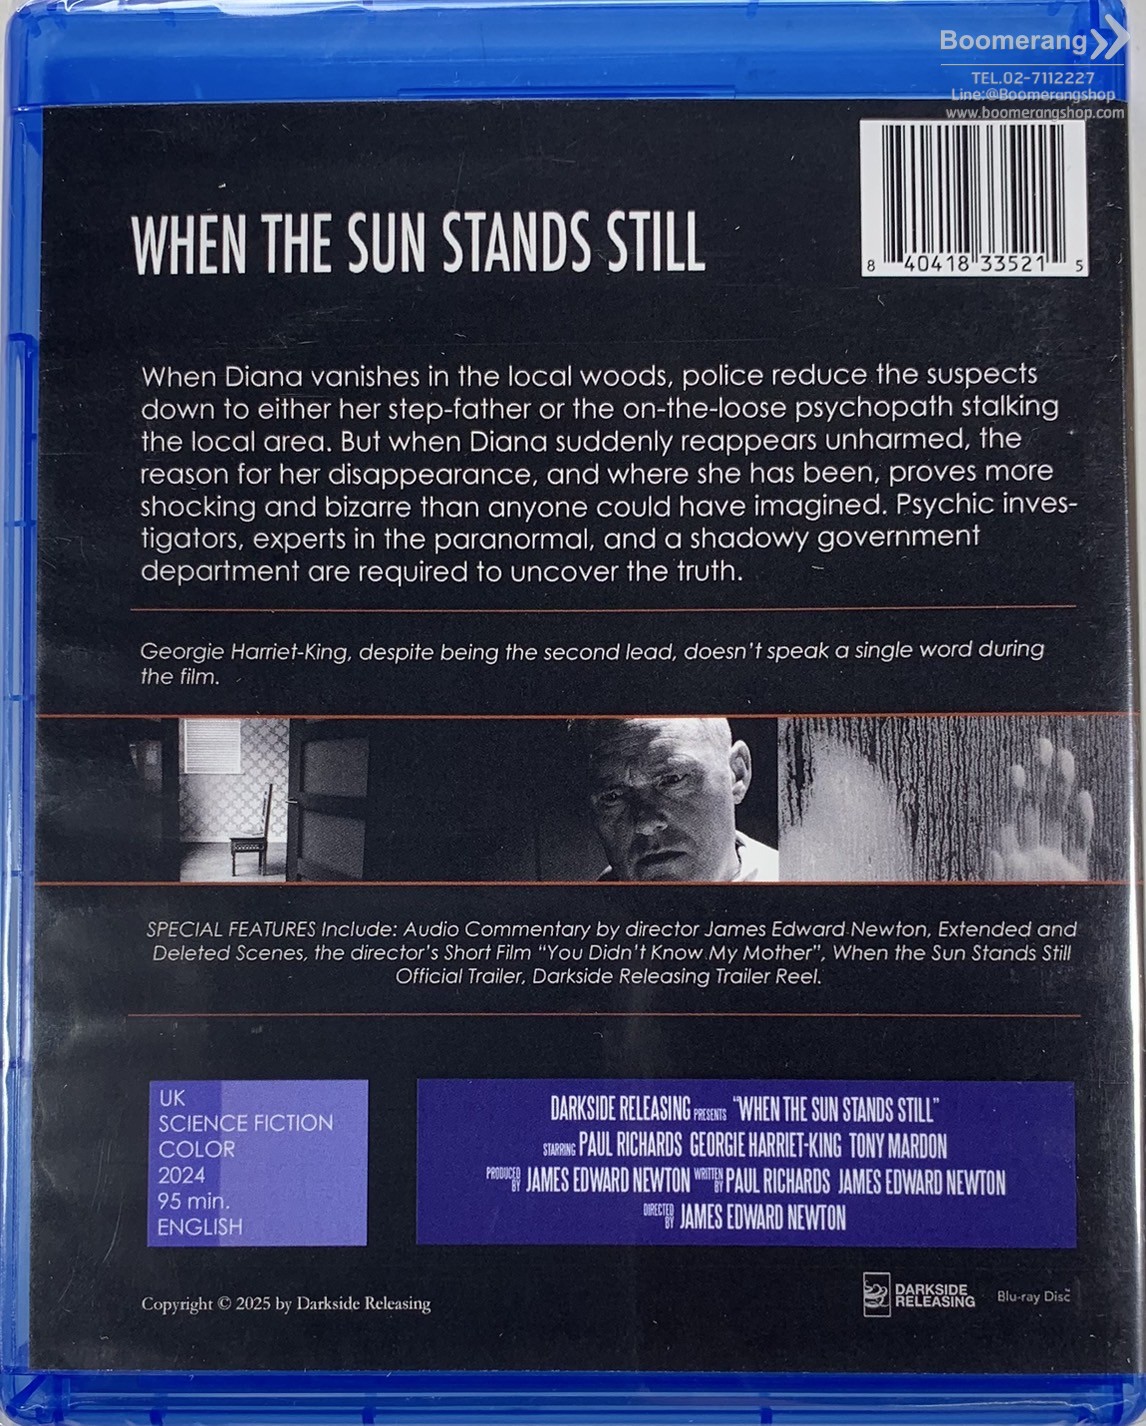 Boomerang
TEL.02-7112227
Line:@Boomerangshop
www.boomerangshop.com
8 40418 33521 5
WHEN THE SUN STANDS STILL
When Diana vanishes in the local woods, police reduce the suspects
down to either her step-father or the on-the-loose psychopath stalking
the local area. But when Diana suddenly reappears unharmed, the
reason for her disappearance, and where she has been, proves more
shocking and bizarre than anyone could have imagined. Psychic inves-
tigators, experts in the paranormal, and a shadowy government
department are required to uncover the truth.
Georgie Harriet-King, despite being the second lead, doesn't speak a single word during
the film.
SPECIAL FEATURES Include: Audio Commentary by director James Edward Newton, Extended and
Deleted Scenes, the director's Short Film "You Didn't Know My Mother", When the Sun Stands Still
Official Trailer, Darkside Releasing Trailer Reel.
UK
SCIENCE FICTION
COLOR
2024
95 min.
ENGLISH
DARKSIDE RELEASING PRESENTS "WHEN THE SUN STANDS STILL"
STARRING PAUL RICHARDS GEORGIE HARRIET-KING TONY MARDON
PRODUCED BY JAMES EDWARD NEWTON WRITTEN BY PAUL RICHARDS JAMES EDWARD NEWTON
DIRECTED BY JAMES EDWARD NEWTON
Copyright © 2025 by Darkside Releasing
DARKSIDE
RELEASING
Blu-ray Disc